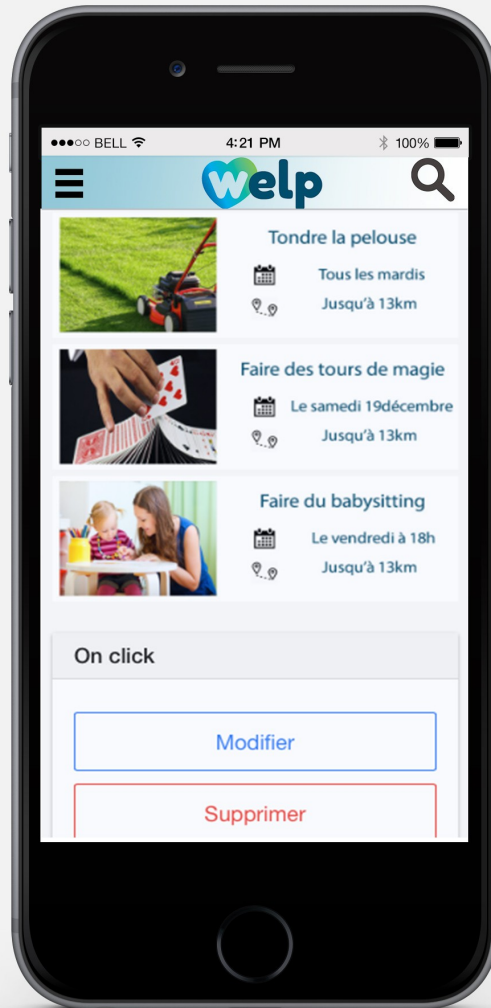 BELL 4:21 PM 100%
welp
Tondre la pelouse
Tous les mardis
Jusqu'à 13km
Faire des tours de magie
Le samedi 19décembre
Jusqu'à 13km
Faire du babysitting
Le vendredi à 18h
Jusqu'à 13km
On click
Modifier
Supprimer